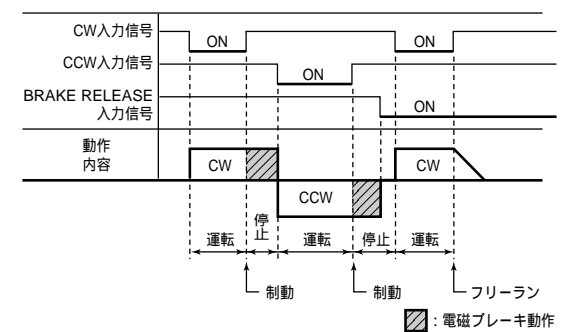 CW入力信号
ON
ON
CCW入力信号
ON
BRAKE RELEASE
入力信号
ON
動作
内容
CW
CW
CCW
運転
停止
運転
停止
運転
制動
制動
フリーラン
:電磁ブレーキ動作